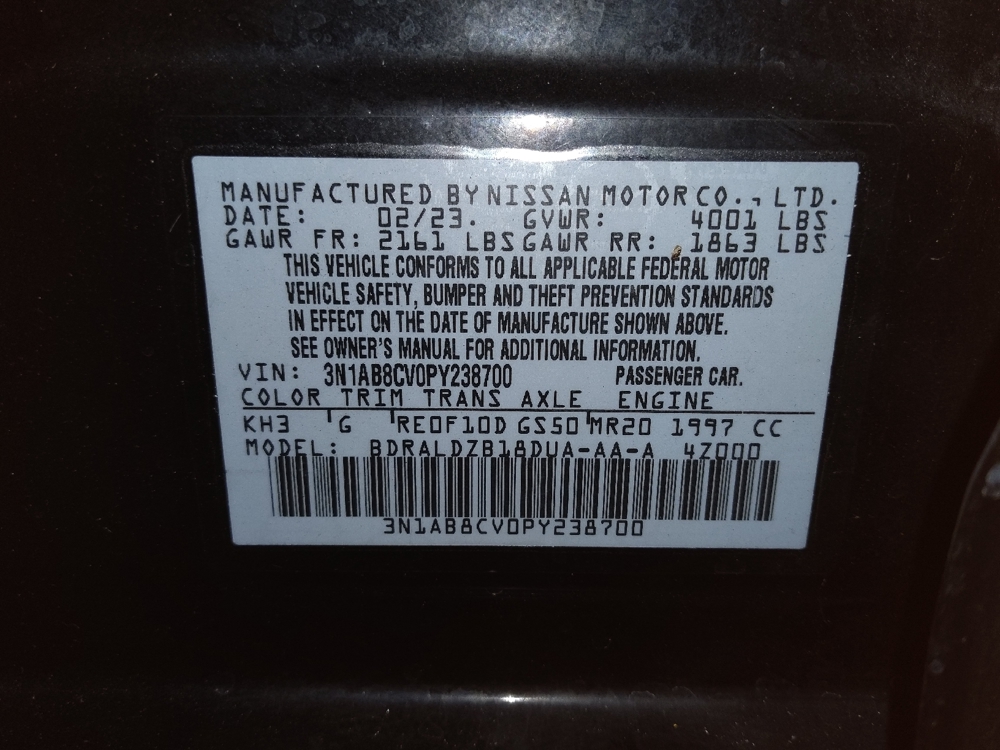 MANUFACTURED BY NISSAN MOTOR CO., LTD.
DATE: 02/23. GVWR: 4001 LBS
GAWR FR: 2161 LBS GAWR RR: 1863 LBS
THIS VEHICLE CONFORMS TO ALL APPLICABLE FEDERAL MOTOR
VEHICLE SAFETY, BUMPER AND THEFT PREVENTION STANDARDS
IN EFFECT ON THE DATE OF MANUFACTURE SHOWN ABOVE.
SEE OWNER'S MANUAL FOR ADDITIONAL INFORMATION.
VIN: 3N1AB8CV0PY238700 PASSENGER CAR.
COLOR TRIM TRANS AXLE ENGINE
KH3 G RE0F10D GS50 MR20 1997 CC
MODEL: BDRALDZB18DUA-AA-A 4Z000
3N1AB8CV0PY238700